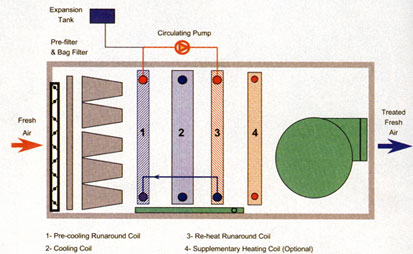 Expansion
Tank
Circulating Pump
Pre-filter
& Bag Filter
Fresh
Air
1
2
3
4
Treated
Fresh
Air
1- Pre-cooling Runaround Coil
3- Re-heat Runaround Coil
2- Cooling Coil
4- Supplementary Heating Coil (Optional)